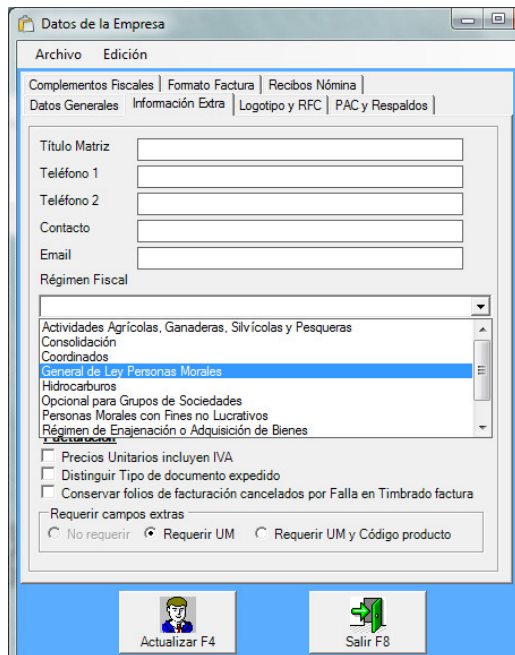 Datos de la Empresa
Archivo Edición
Complementos Fiscales Formato Factura Recibos Nómina
Datos Generales Información Extra Logotipo y RFC PAC y Respaldos
Título Matriz
Teléfono 1
Teléfono 2
Contacto
Email
Régimen Fiscal
Actividades Agrícolas, Ganaderas, Silvícolas y Pesqueras
Consolidación
Coordinados
General de Ley Personas Morales
Hidrocarburos
Opcional para Grupos de Sociedades
Personas Morales con Fines no Lucrativos
Régimen de Enajenación o Adquisición de Bienes
Facturación
Precios Unitarios incluyen IVA
Distinguir Tipo de documento expedido
Conservar folios de facturación cancelados por Falla en Timbrado factura
Requerir campos extras
No requerir Requerir UM Requerir UM y Código producto
Actualizar F4 Salir F8